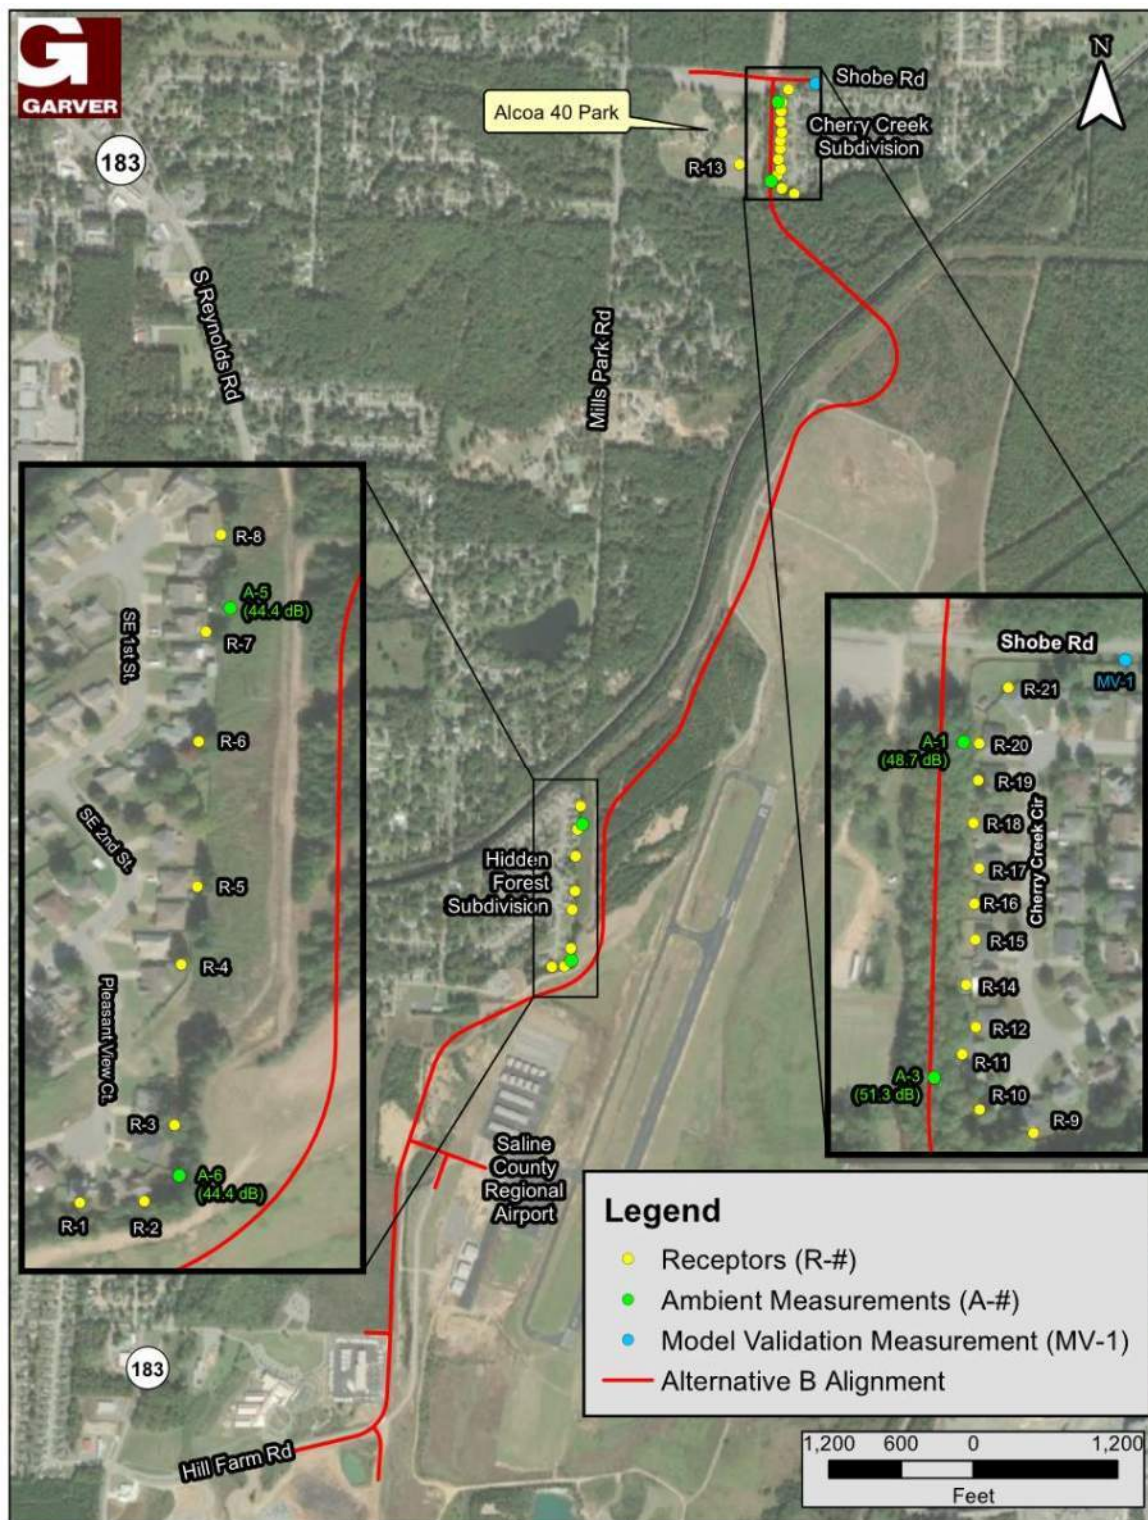 G
GARVER
N
Shobe Rd
Alcoa 40 Park
Cherry Creek
Subdivision
183
R-13
S Reynolds Rd
Mills Park Rd
R-8
A-5
(44.4 dB)
R-7
SE 1st St.
R-6
SE 2nd St.
R-5
R-4
Pleasant View Ct.
R-3
A-6
(44.4 dB)
R-1
R-2
Shobe Rd
MV-1
R-21
A-1
(48.7 dB)
R-20
R-19
R-18
Cherry Creek Cir
R-17
R-16
R-15
R-14
R-12
R-11
A-3
(51.3 dB)
R-10
R-9
Hidden
Forest
Subdivision
Saline
County
Regional
Airport
183
Hill Farm Rd
Legend
Receptors (R-#)
Ambient Measurements (A-#)
Model Validation Measurement (MV-1)
Alternative B Alignment
1,200 600 0 1,200
Feet